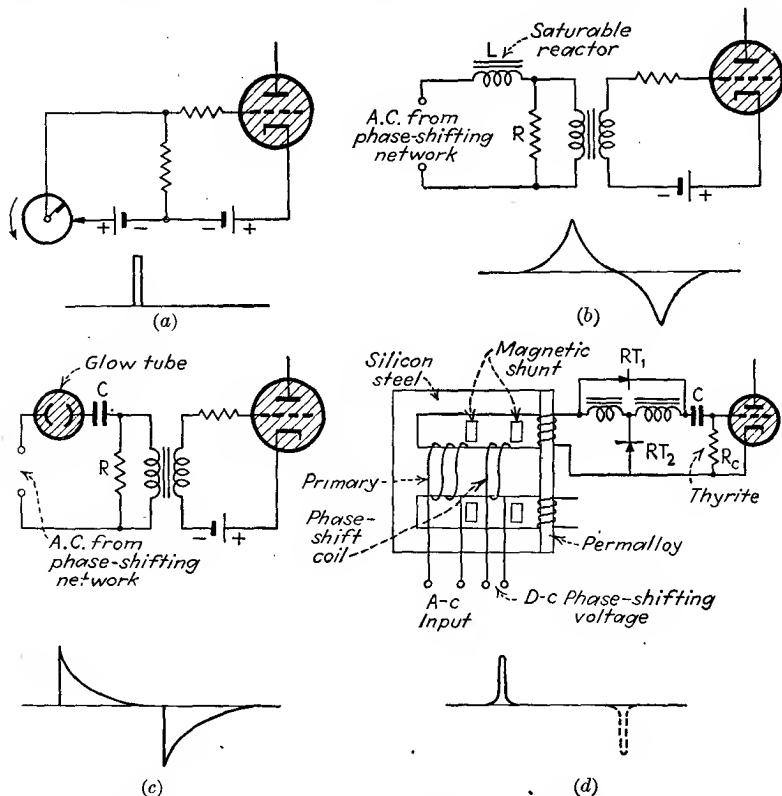 Saturable
reactor
L
A.C. from
phase-shifting
network
R
+ - - +
- +
(a)
(b)
Glow tube
C
R
- +
A.C. from
phase-shifting
network
(c)
Silicon
steel
Magnetic
shunt
RT1
C
RT2
Rc
Thyrite
Primary
Phase-
shift
coil
Permalloy
A-c
Input
D-c Phase-shifting
voltage
(d)